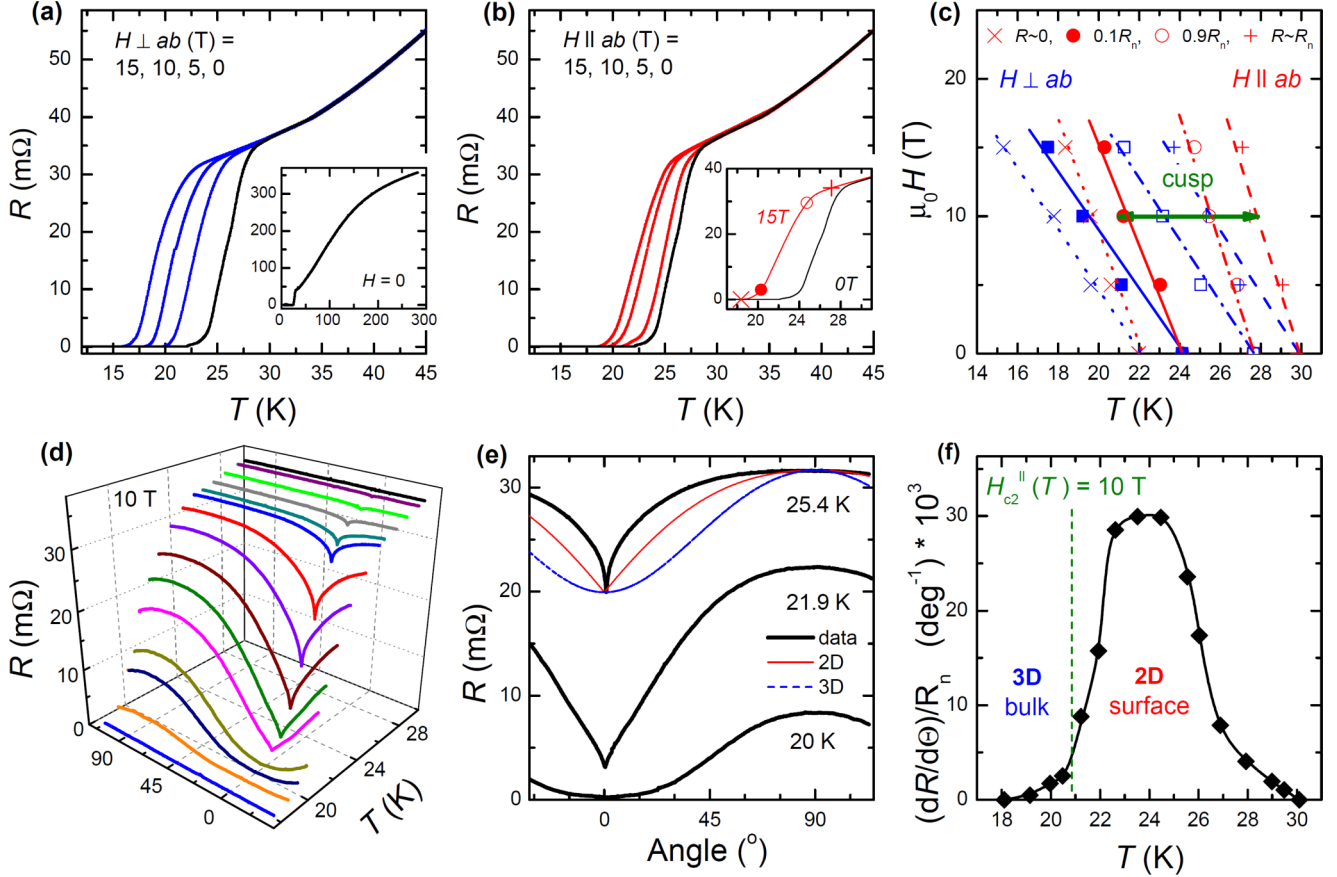 (a)
H ⊥ ab (T) =
15, 10, 5, 0
50
40
30
20
10
0
R (mΩ)
300
250
150
50
0
0 100 200 300
H = 0
15 20 25 30 35 40 45
T (K)
(b)
H || ab (T) =
15, 10, 5, 0
50
40
30
20
10
0
R (mΩ)
40
20
0
15T
0T
20 24 28
15 20 25 30 35 40 45
T (K)
(c)
R~0, 0.1Rn, 0.9Rn, R~Rn
H ⊥ ab
H || ab
cusp
20
10
0
μ0H (T)
14 16 18 20 22 24 26 28 30
T (K)
(d)
10 T
R (mΩ)
30
20
10
0
90
45
0
20
24
28
T (K)
(e)
30
20
10
0
R (mΩ)
25.4 K
21.9 K
data
2D
3D
20 K
0 45 90
Angle (°)
(f)
Hc2|| (T) = 10 T
30
20
10
0
(dR/dΘ)/Rn (deg⁻¹) * 10³
3D
bulk
2D
surface
18 20 22 24 26 28 30
T (K)